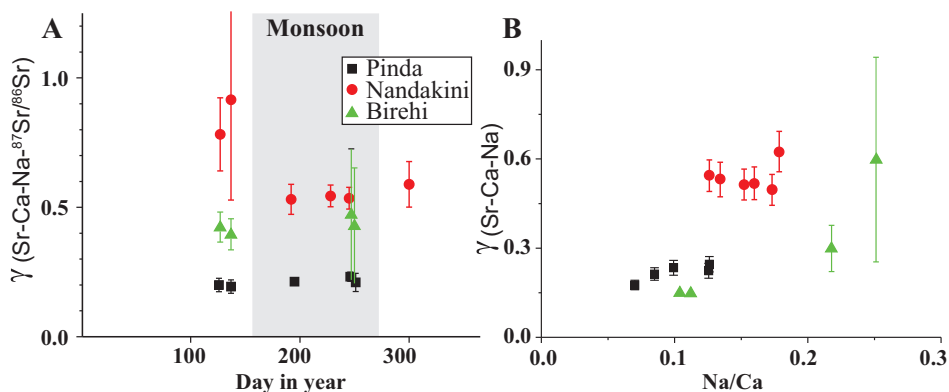 A
Monsoon
Pinda
Nandakini
Birehi
γ (Sr-Ca-Na-⁸⁷Sr/⁸⁶Sr)
1.0
0.5
0.0
100
200
300
Day in year
B
γ (Sr-Ca-Na)
0.9
0.6
0.3
0.0
0.0
0.1
0.2
0.3
Na/Ca